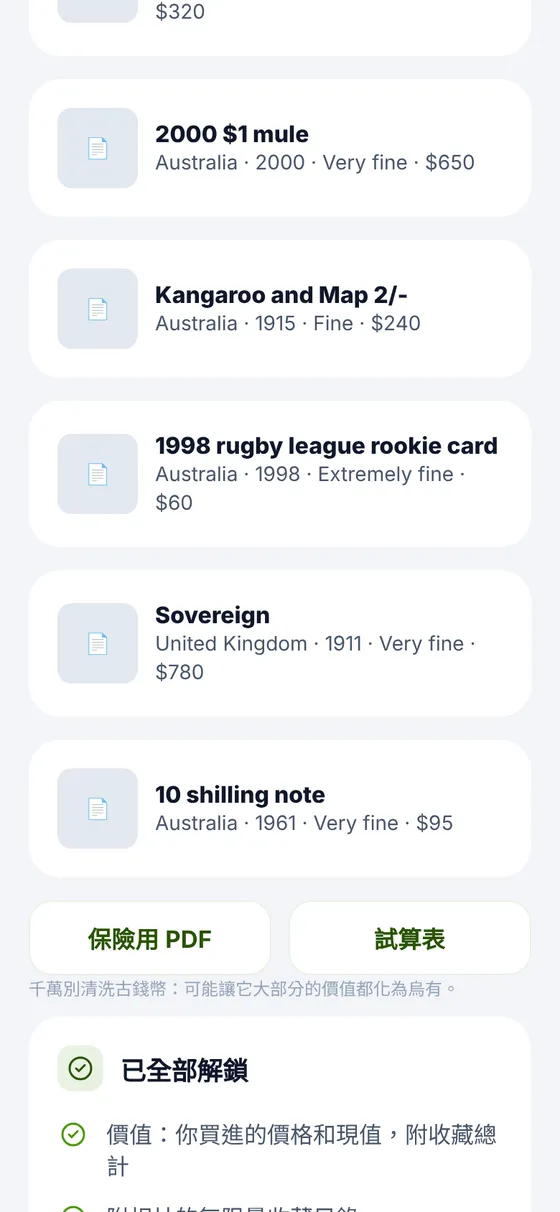 $320
2000 $1 mule
Australia · 2000 · Very fine · $650
Kangaroo and Map 2/-
Australia · 1915 · Fine · $240
1998 rugby league rookie card
Australia · 1998 · Extremely fine ·
$60
Sovereign
United Kingdom · 1911 · Very fine ·
$780
10 shilling note
Australia · 1961 · Very fine · $95
保險用 PDF
試算表
千萬別清洗古錢幣：可能讓它大部分的價值都化為烏有。
已全部解鎖
價值：你買進的價格和現值，附收藏總
計